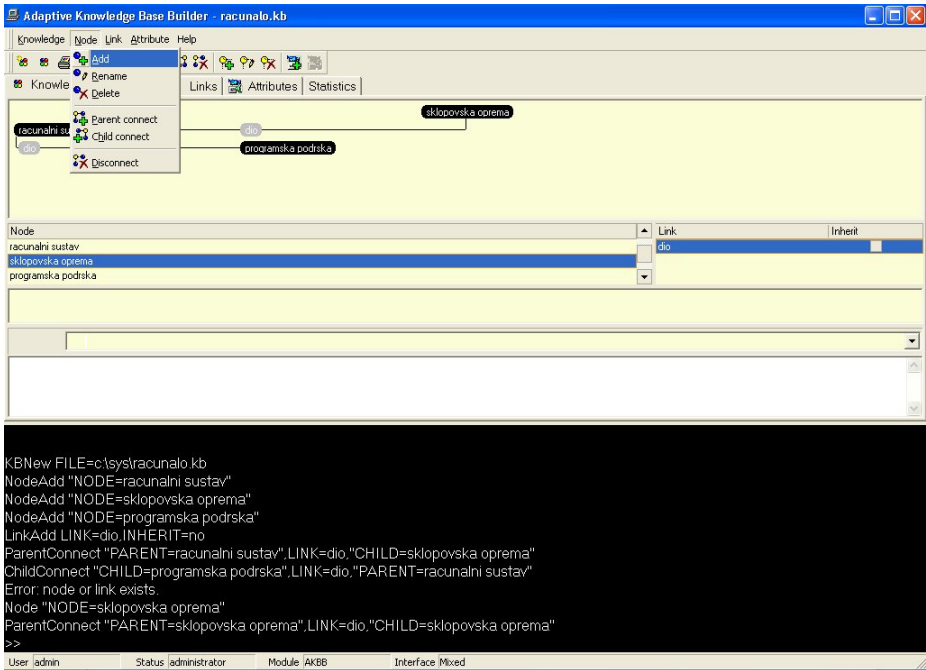 Adaptive Knowledge Base Builder - racunalo.kb
Knowledge Node Link Attribute Help
Add
Rename
Delete
Parent connect
Child connect
Disconnect
Links Attributes Statistics
sklopovska oprema
dio
dio
programska podrska
Node
racunalni sustav
sklopovska oprema
programska podrska
Link Inherit
dio
KBNew FILE=c:\sys\racunalo.kb
NodeAdd "NODE=racunalni sustav"
NodeAdd "NODE=sklopovska oprema"
NodeAdd "NODE=programska podrska"
LinkAdd LINK=dio,INHERIT=no
ParentConnect "PARENT=racunalni sustav",LINK=dio,"CHILD=sklopovska oprema"
ChildConnect "CHILD=programska podrska",LINK=dio,"PARENT=racunalni sustav"
Error: node or link exists.
Node "NODE=sklopovska oprema"
ParentConnect "PARENT=sklopovska oprema",LINK=dio,"CHILD=sklopovska oprema"
>>
User admin Status administrator Module AKBB Interface Mixed